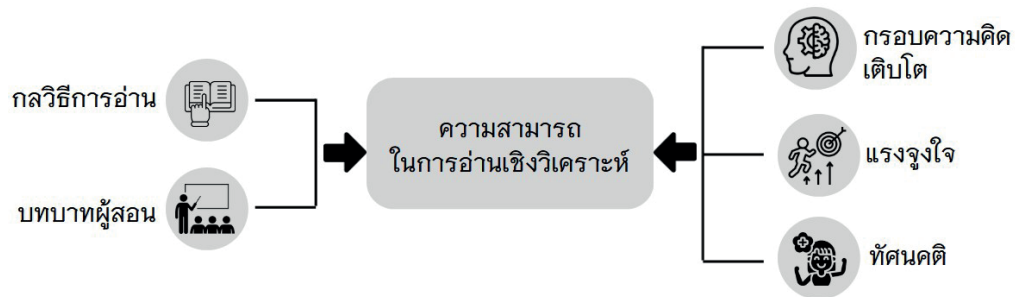 กลวิธีการอ่าน
บทบาทผู้สอน
ความสามารถ
ในการอ่านเชิงวิเคราะห์
กรอบความคิด
เติบโต
แรงจูงใจ
ทัศนคติ